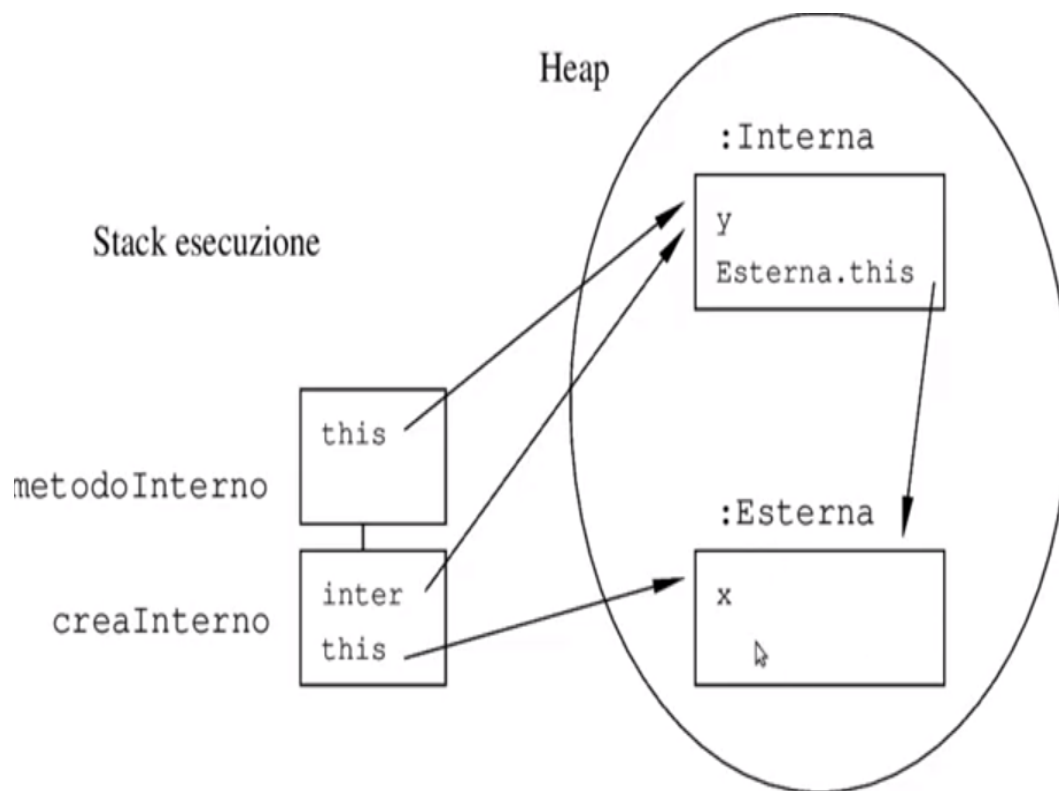 Heap
:Interna
y
Esterna.this
Stack esecuzione
this
metodoInterno
inter
this
creaInterno
:Esterna
x